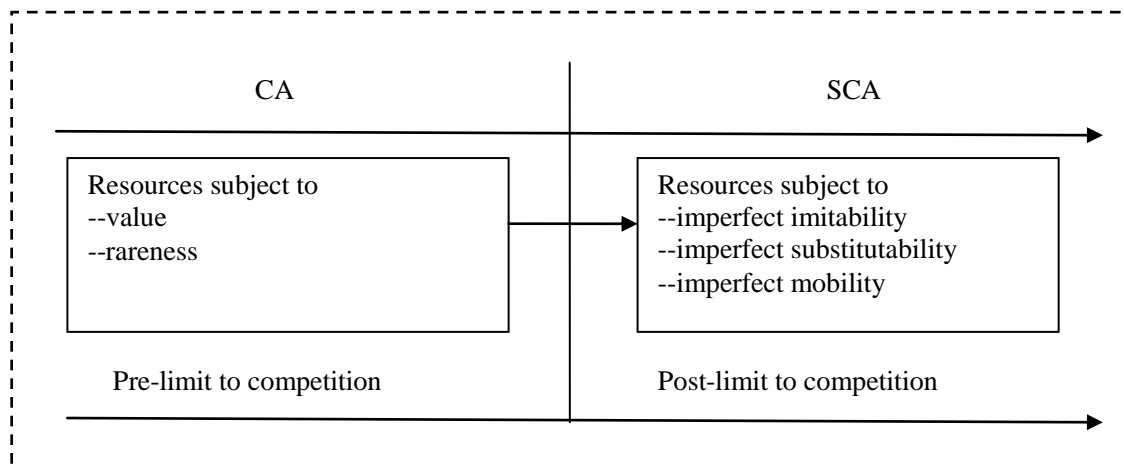 CA
SCA
Resources subject to
--value
--rareness
Resources subject to
--imperfect imitability
--imperfect substitutability
--imperfect mobility
Pre-limit to competition
Post-limit to competition